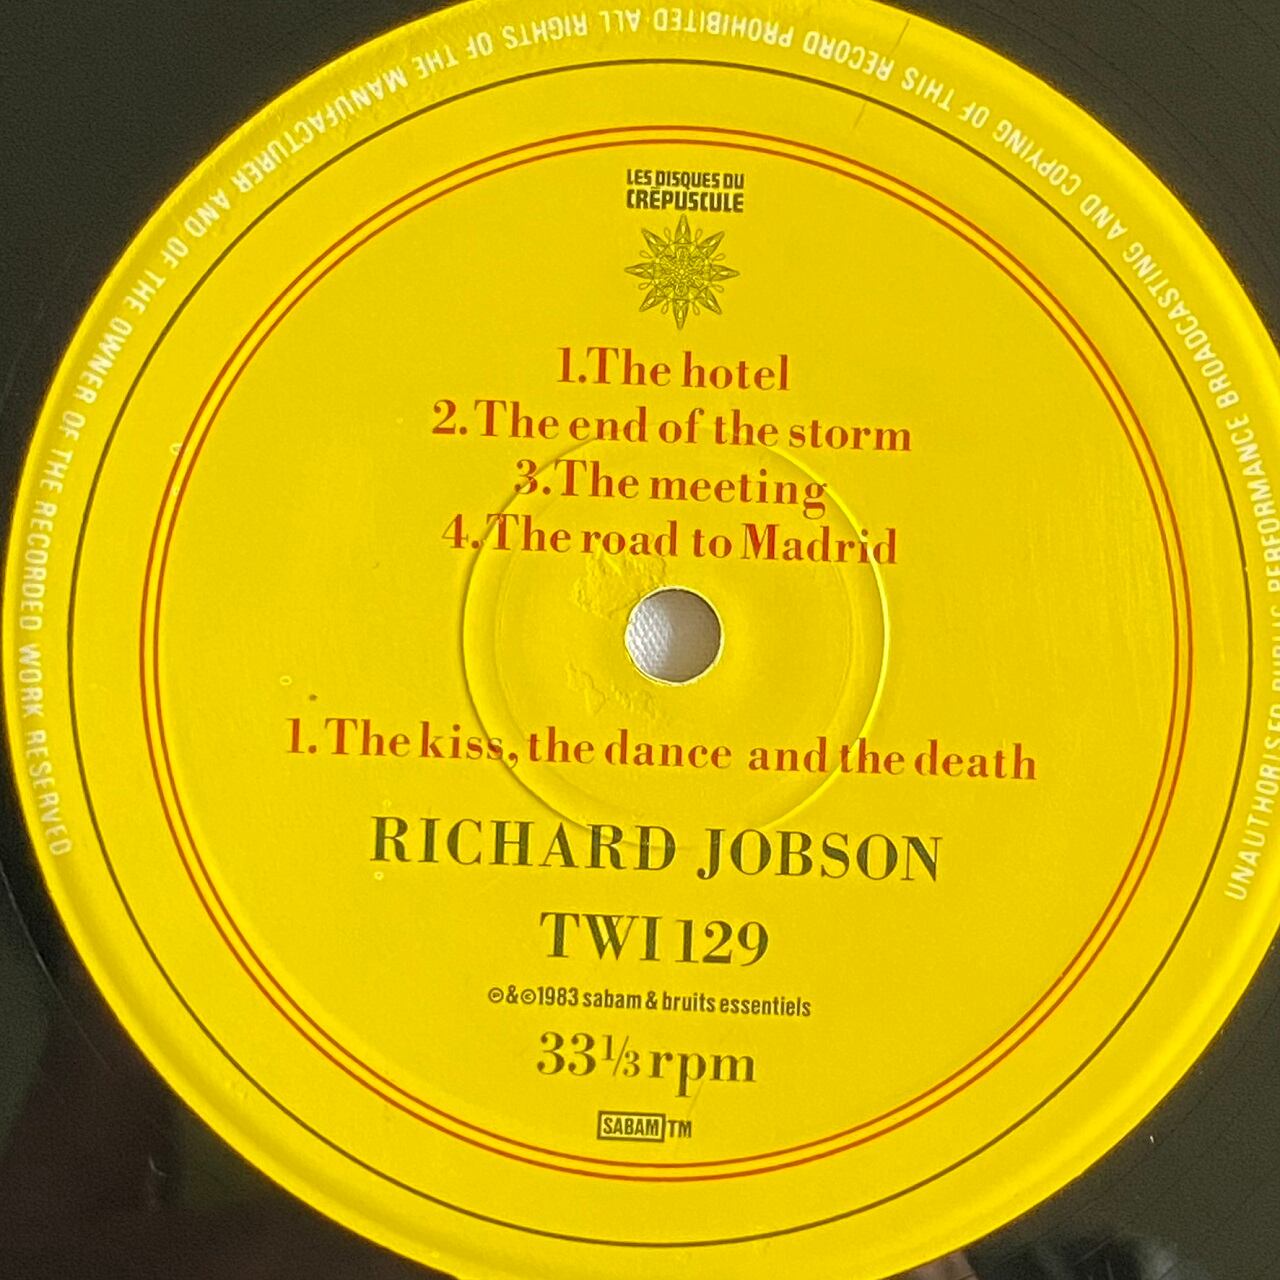 UNAUTHORISED PUBLIC PERFORMANCE BROADCASTING AND COPYING OF THIS RECORD PROHIBITED ALL RIGHTS OF THE MANUFACTURER AND OF THE OWNER OF THE RECORDED WORK RESERVED
LES DISQUES DU
CRÉPUSCULE
1.The hotel
2.The end of the storm
3.The meeting
4.The road to Madrid
1.The kiss, the dance and the death
RICHARD JOBSON
TWI 129
℗&©1983 sabam & bruits essentiels
33 1/3 rpm
SABAM TM